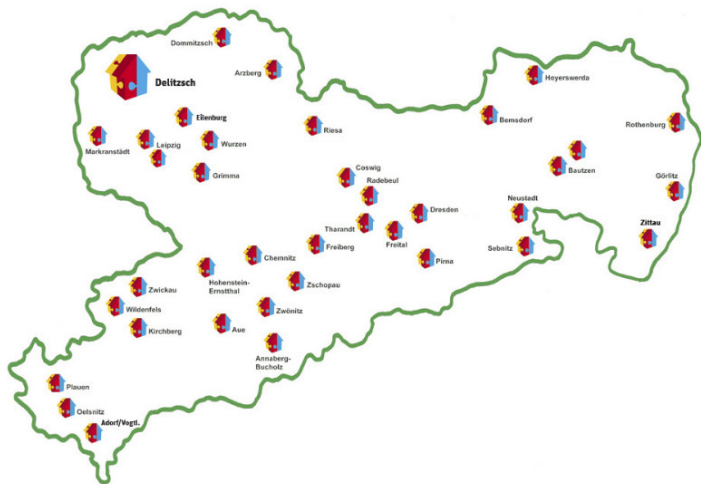 Dommitzsch
Arzberg
Delitzsch
Hoyerswerda
Eilenburg
Bernsdorf
Rothenburg
Riesa
Markranstädt
Leipzig
Wurzen
Grimma
Bautzen
Coswig
Radebeul
Görlitz
Dresden
Neustadt
Tharandt
Freital
Zittau
Freiberg
Sebnitz
Chemnitz
Pirna
Hohenstein-
Ernstthal
Zschopau
Zwickau
Wildenfels
Zwönitz
Kirchberg
Aue
Annaberg-
Bucholz
Plauen
Oelsnitz
Adorf/Vogtl.